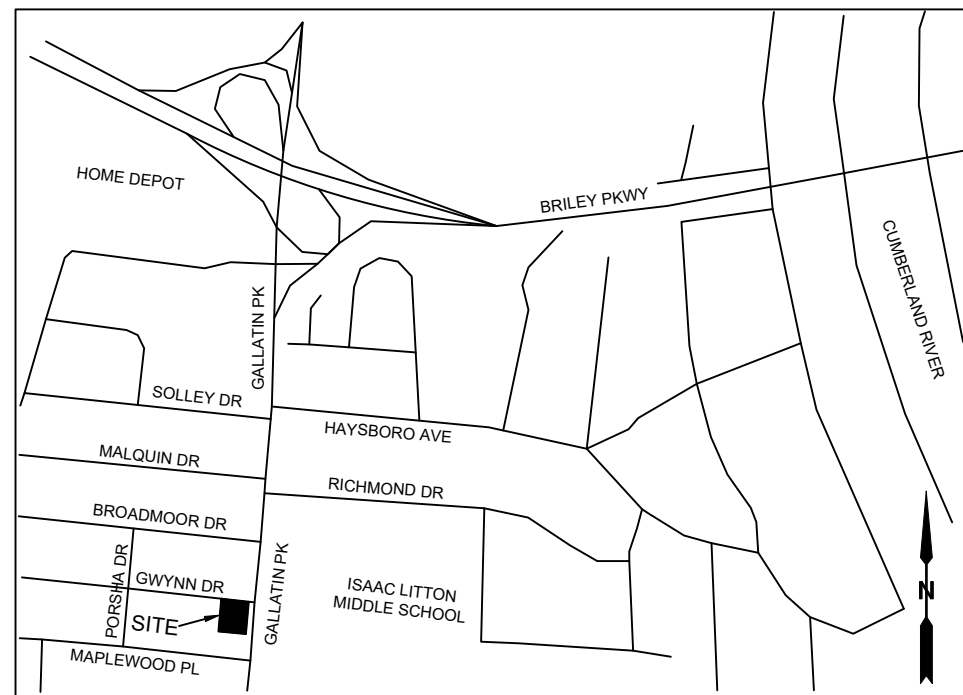 HOME DEPOT
BRILEY PKWY
CUMBERLAND RIVER
GALLATIN PK
SOLLEY DR
HAYSBORO AVE
MALQUIN DR
RICHMOND DR
BROADMOOR DR
PORSHA DR
GWYNN DR
GALLATIN PK
ISAAC LITTON
MIDDLE SCHOOL
SITE
MAPLEWOOD PL
N